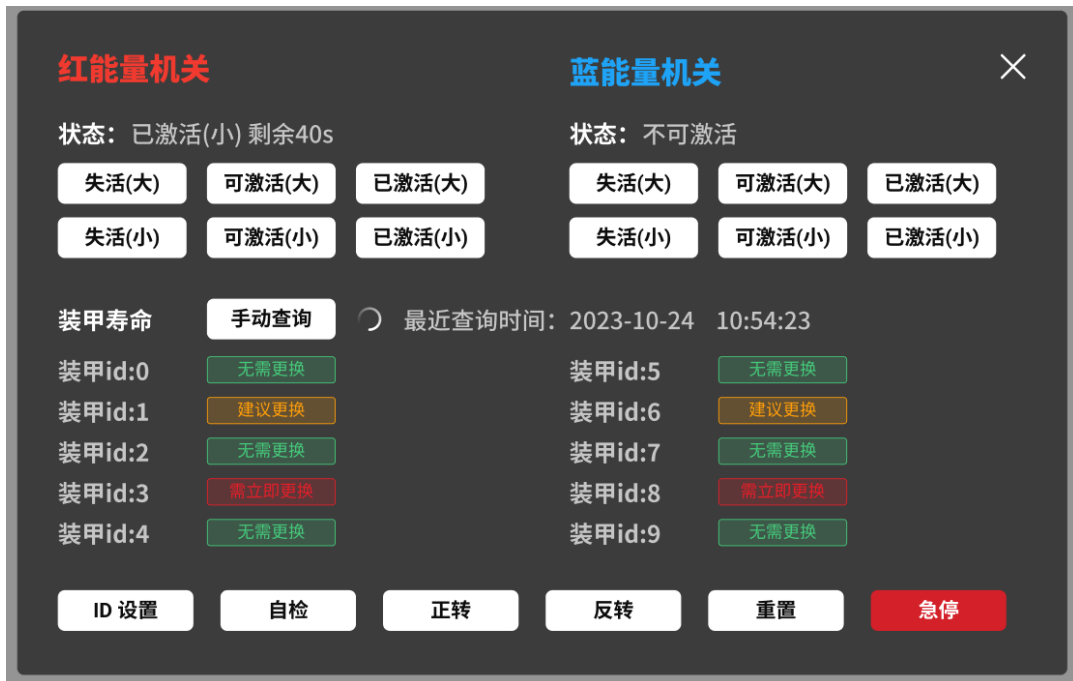 红能量机关 蓝能量机关
状态：已激活(小) 剩余40s 状态：不可激活
失活(大) 可激活(大) 已激活(大) 失活(大) 可激活(大) 已激活(大)
失活(小) 可激活(小) 已激活(小) 失活(小) 可激活(小) 已激活(小)
装甲寿命 手动查询 最近查询时间：2023-10-24 10:54:23
装甲id:0 无需更换 装甲id:5 无需更换
装甲id:1 建议更换 装甲id:6 建议更换
装甲id:2 无需更换 装甲id:7 无需更换
装甲id:3 需立即更换 装甲id:8 需立即更换
装甲id:4 无需更换 装甲id:9 无需更换
ID 设置 自检 正转 反转 重置 急停